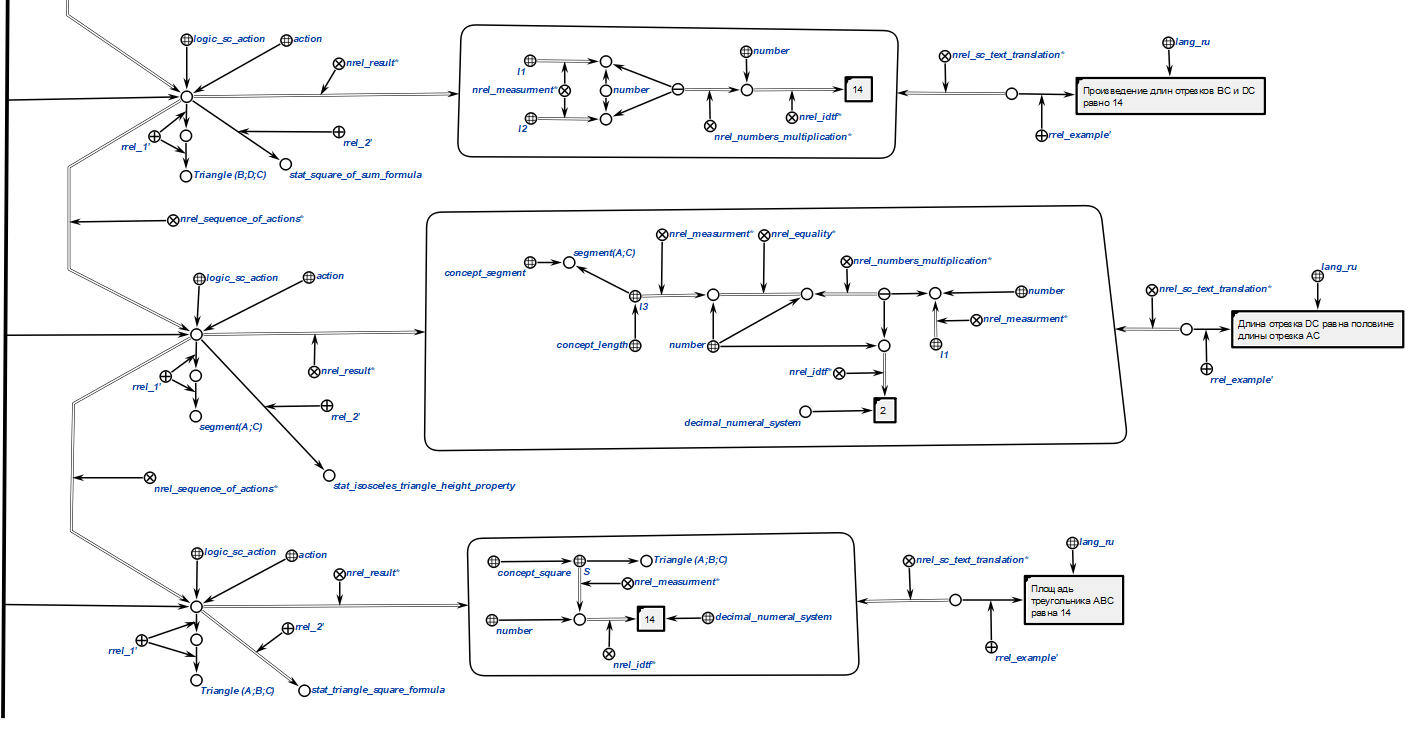 logic_sc_action
action
nrel_result*
rrel_1'
rrel_2'
Triangle (B;D;C)
stat_square_of_sum_formula
l1
nrel_measurment*
number
l2
number
14
nrel_idtf*
nrel_numbers_multiplication*
nrel_sc_text_translation*
lang_ru
Произведение длин отрезков BC и DC
равно 14
rrel_example'
nrel_sequence_of_actions*
logic_sc_action
action
nrel_result*
rrel_1'
rrel_2'
segment(A;C)
stat_isosceles_triangle_height_property
concept_segment
segment(A;C)
nrel_measurment*
nrel_equality*
nrel_numbers_multiplication*
number
l3
nrel_measurment*
concept_length
number
l1
nrel_idtf*
2
decimal_numeral_system
nrel_sc_text_translation*
lang_ru
Длина отрезка DC равна половине
длины отрезка AC
rrel_example'
nrel_sequence_of_actions*
logic_sc_action
action
nrel_result*
rrel_1'
rrel_2'
Triangle (A;B;C)
stat_triangle_square_formula
concept_square
S
Triangle (A;B;C)
nrel_measurment*
number
14
decimal_numeral_system
nrel_idtf*
nrel_sc_text_translation*
lang_ru
Площадь
треугольника ABC
равна 14
rrel_example'